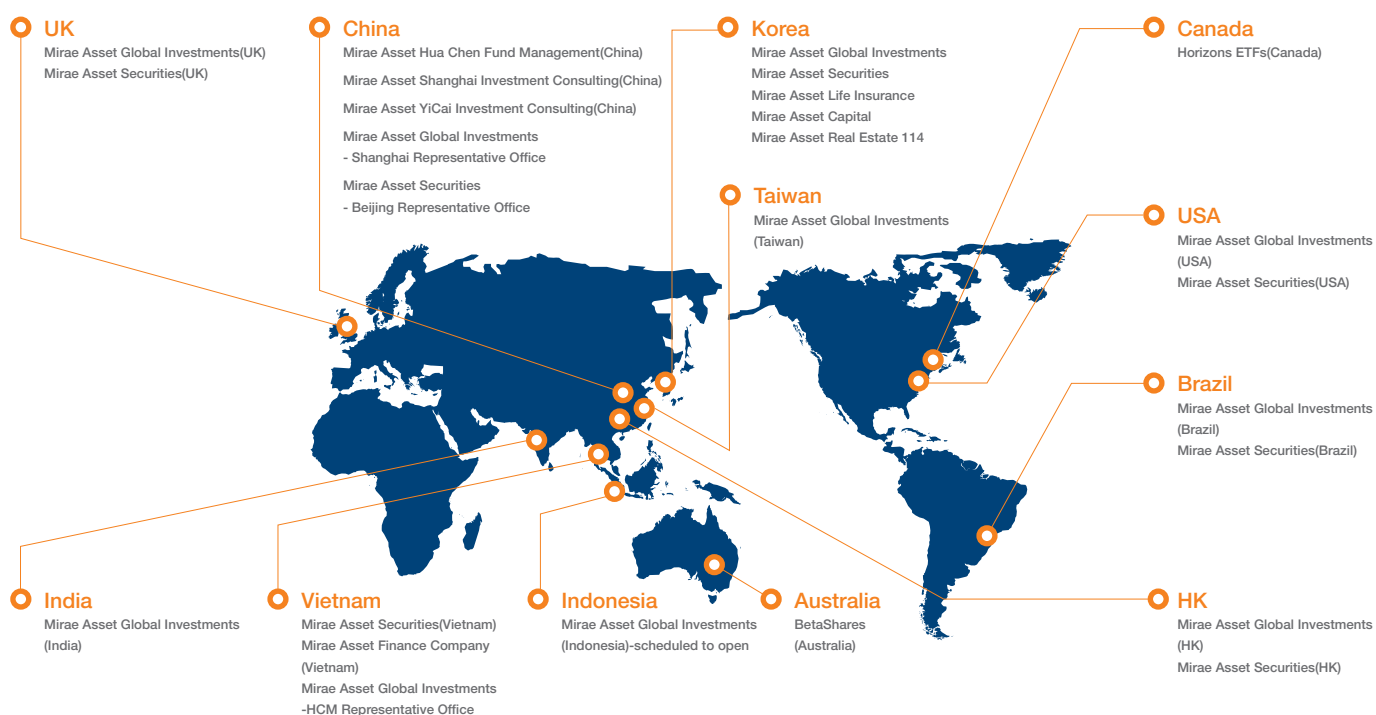 UK
Mirae Asset Global Investments(UK)
Mirae Asset Securities(UK)
China
Mirae Asset Hua Chen Fund Management(China)
Mirae Asset Shanghai Investment Consulting(China)
Mirae Asset YiCai Investment Consulting(China)
Mirae Asset Global Investments
- Shanghai Representative Office
Mirae Asset Securities
- Beijing Representative Office
Korea
Mirae Asset Global Investments
Mirae Asset Securities
Mirae Asset Life Insurance
Mirae Asset Capital
Mirae Asset Real Estate 114
Canada
Horizons ETFs(Canada)
Taiwan
Mirae Asset Global Investments
(Taiwan)
USA
Mirae Asset Global Investments
(USA)
Mirae Asset Securities(USA)
Brazil
Mirae Asset Global Investments
(Brazil)
Mirae Asset Securities(Brazil)
India
Mirae Asset Global Investments
(India)
Vietnam
Mirae Asset Securities(Vietnam)
Mirae Asset Finance Company
(Vietnam)
Mirae Asset Global Investments
-HCM Representative Office
Indonesia
Mirae Asset Global Investments
(Indonesia)-scheduled to open
Australia
BetaShares
(Australia)
HK
Mirae Asset Global Investments
(HK)
Mirae Asset Securities(HK)